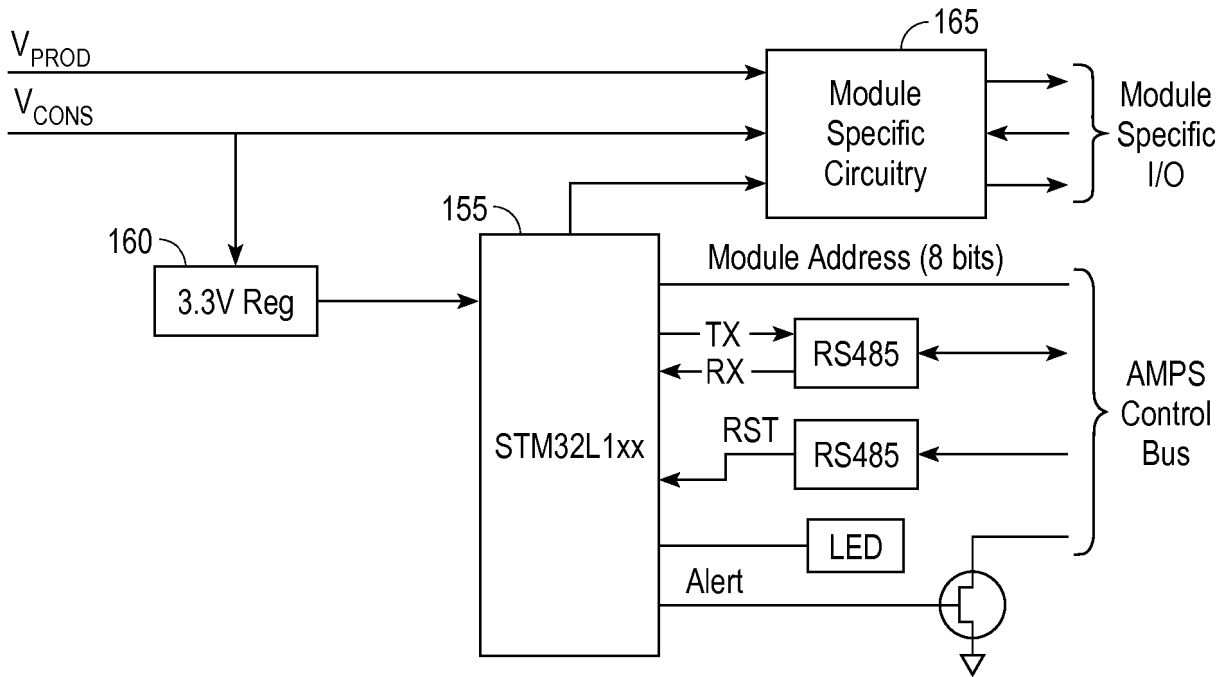 165
V_PROD
V_CONS
Module
Specific
Circuitry
Module
Specific
I/O
155
160
3.3V Reg
Module Address (8 bits)
TX
RS485
RX
AMPS
Control
Bus
STM32L1xx
RST
RS485
LED
Alert